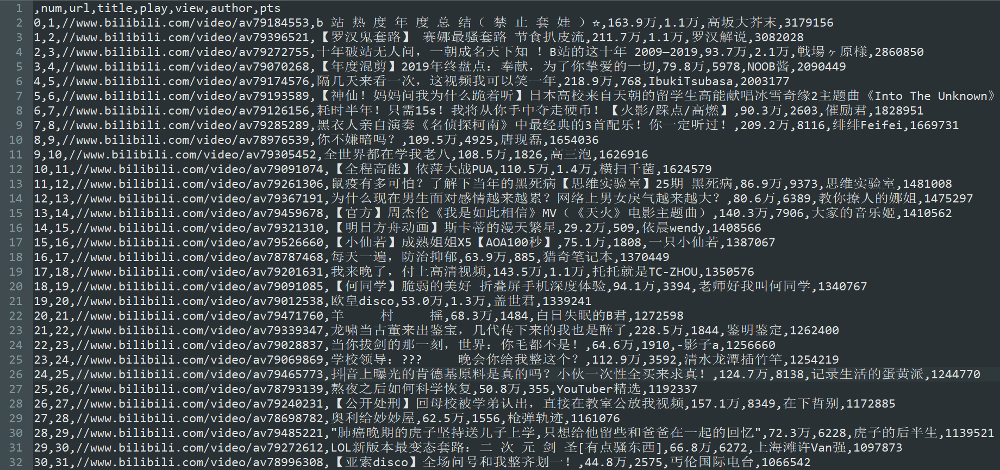 1 ,num,url,title,play,view,author,pts
2 0,1,//www.bilibili.com/video/av79184553,b 站 热 度 年 度 总 结（ 禁 止 套 娃 ）☆,163.9万,1.1万,高坂大芥末,3179156
3 1,2,//www.bilibili.com/video/av79396521,【罗汉鬼套路】 赛娜最骚套路 节食扒皮流,211.7万,1.1万,罗汉解说,3082028
4 2,3,//www.bilibili.com/video/av79272755,十年破站无人问，一朝成名天下知 ！B站的这十年 2009—2019,93.7万,2.1万,戦場ヶ原様,2860850
5 3,4,//www.bilibili.com/video/av79070268,【年度混剪】2019年终盘点：奉献，为了你挚爱的一切,79.8万,5978,NOOB酱,2090449
6 4,5,//www.bilibili.com/video/av79174576,隔几天来看一次，这视频我可以笑一年,218.9万,768,IbukiTsubasa,2003177
7 5,6,//www.bilibili.com/video/av79193589,【神仙！妈妈问我为什么跪着听】日本高校来自天朝的留学生高能献唱冰雪奇缘2主题曲《Into The Unknown》
8 6,7,//www.bilibili.com/video/av79126156,耗时半年！只需15s！我将从你手中夺走硬币！【火影/踩点/高燃】,90.3万,2603,催励君,1828951
9 7,8,//www.bilibili.com/video/av79285289,黑衣人亲自演奏《名侦探柯南》中最经典的3首配乐！你一定听过！,209.2万,8116,绯绯Feifei,1669731
10 8,9,//www.bilibili.com/video/av78976539,你不嫌暗吗？,109.5万,4925,唐现磊,1654036
11 9,10,//www.bilibili.com/video/av79305452,全世界都在学我老八,108.5万,1826,高三泡,1626916
12 10,11,//www.bilibili.com/video/av79091074,【全程高能】依萍大战PUA,110.5万,1.4万,横扫千菌,1624579
13 11,12,//www.bilibili.com/video/av79261306,鼠疫有多可怕？了解下当年的黑死病【思维实验室】25期 黑死病,86.9万,9373,思维实验室,1481008
14 12,13,//www.bilibili.com/video/av79367191,为什么现在男生面对感情越来越累？网络上男女戾气越来越大？,80.6万,6389,教你撩人的娜姐,1475297
15 13,14,//www.bilibili.com/video/av79459678,【官方】周杰伦《我是如此相信》MV（《天火》电影主题曲）,140.3万,7906,大家的音乐姬,1410562
16 14,15,//www.bilibili.com/video/av79321310,【明日方舟动画】斯卡蒂的漫天繁星,29.2万,509,依晨wendy,1408566
17 15,16,//www.bilibili.com/video/av79526660,【小仙若】成熟姐姐X5【AOA100秒】,75.1万,1808,一只小仙若,1387067
18 16,17,//www.bilibili.com/video/av78787468,每天一遍，防治抑郁,63.9万,885,猎奇笔记本,1370449
19 17,18,//www.bilibili.com/video/av79201631,我来晚了，付上高清视频,143.5万,1.1万,托托就是TC-ZHOU,1350576
20 18,19,//www.bilibili.com/video/av79091085,【何同学】脆弱的美好 折叠屏手机深度体验,94.1万,3394,老师好我叫何同学,1340767
21 19,20,//www.bilibili.com/video/av79012538,欧皇disco,53.0万,1.3万,盖世君,1339241
22 20,21,//www.bilibili.com/video/av79471760,羊　　　村　　　摇,68.3万,1484,白日失眠的B君,1272598
23 21,22,//www.bilibili.com/video/av79339347,龙啸当古董来出鉴宝，几代传下来的我也是醉了,228.5万,1844,鉴明鉴定,1262400
24 22,23,//www.bilibili.com/video/av79028837,当你拔剑的那一刻，世界：你毛都不是！,64.6万,1910,-影子a,1256660
25 23,24,//www.bilibili.com/video/av79069869,学校领导：???　　　晚会你给我整这个？,112.9万,3592,清水龙潭插竹竿,1254219
26 24,25,//www.bilibili.com/video/av79465773,抖音上曝光的肯德基原料是真的吗？小伙一次性全买来求真！,124.7万,8138,记录生活的蛋黄派,1244770
27 25,26,//www.bilibili.com/video/av78793139,熬夜之后如何科学恢复,50.8万,355,YouTuber精选,1192337
28 26,27,//www.bilibili.com/video/av79240231,【公开处刑】回母校被学弟认出，直接在教室公放我视频,157.1万,8349,在下哲别,1172885
29 27,28,//www.bilibili.com/video/av78698782,奥利给妙妙屋,62.5万,1556,枪弹轨迹,1161076
30 28,29,//www.bilibili.com/video/av79485221,"肺癌晚期的虎子坚持送儿子上学,只想给他留些和爸爸在一起的回忆",72.3万,6228,虎子的后半生,1139521
31 29,30,//www.bilibili.com/video/av79272612,LOL新版本最变态套路：二 次 元 剑 圣[有点骚东西],66.8万,6272,上海滩许Van强,1097873
32 30,31,//www.bilibili.com/video/av78996308,【亚索disco】全场问号和我整齐划一！,44.8万,2575,丐伦国际电台,1066542